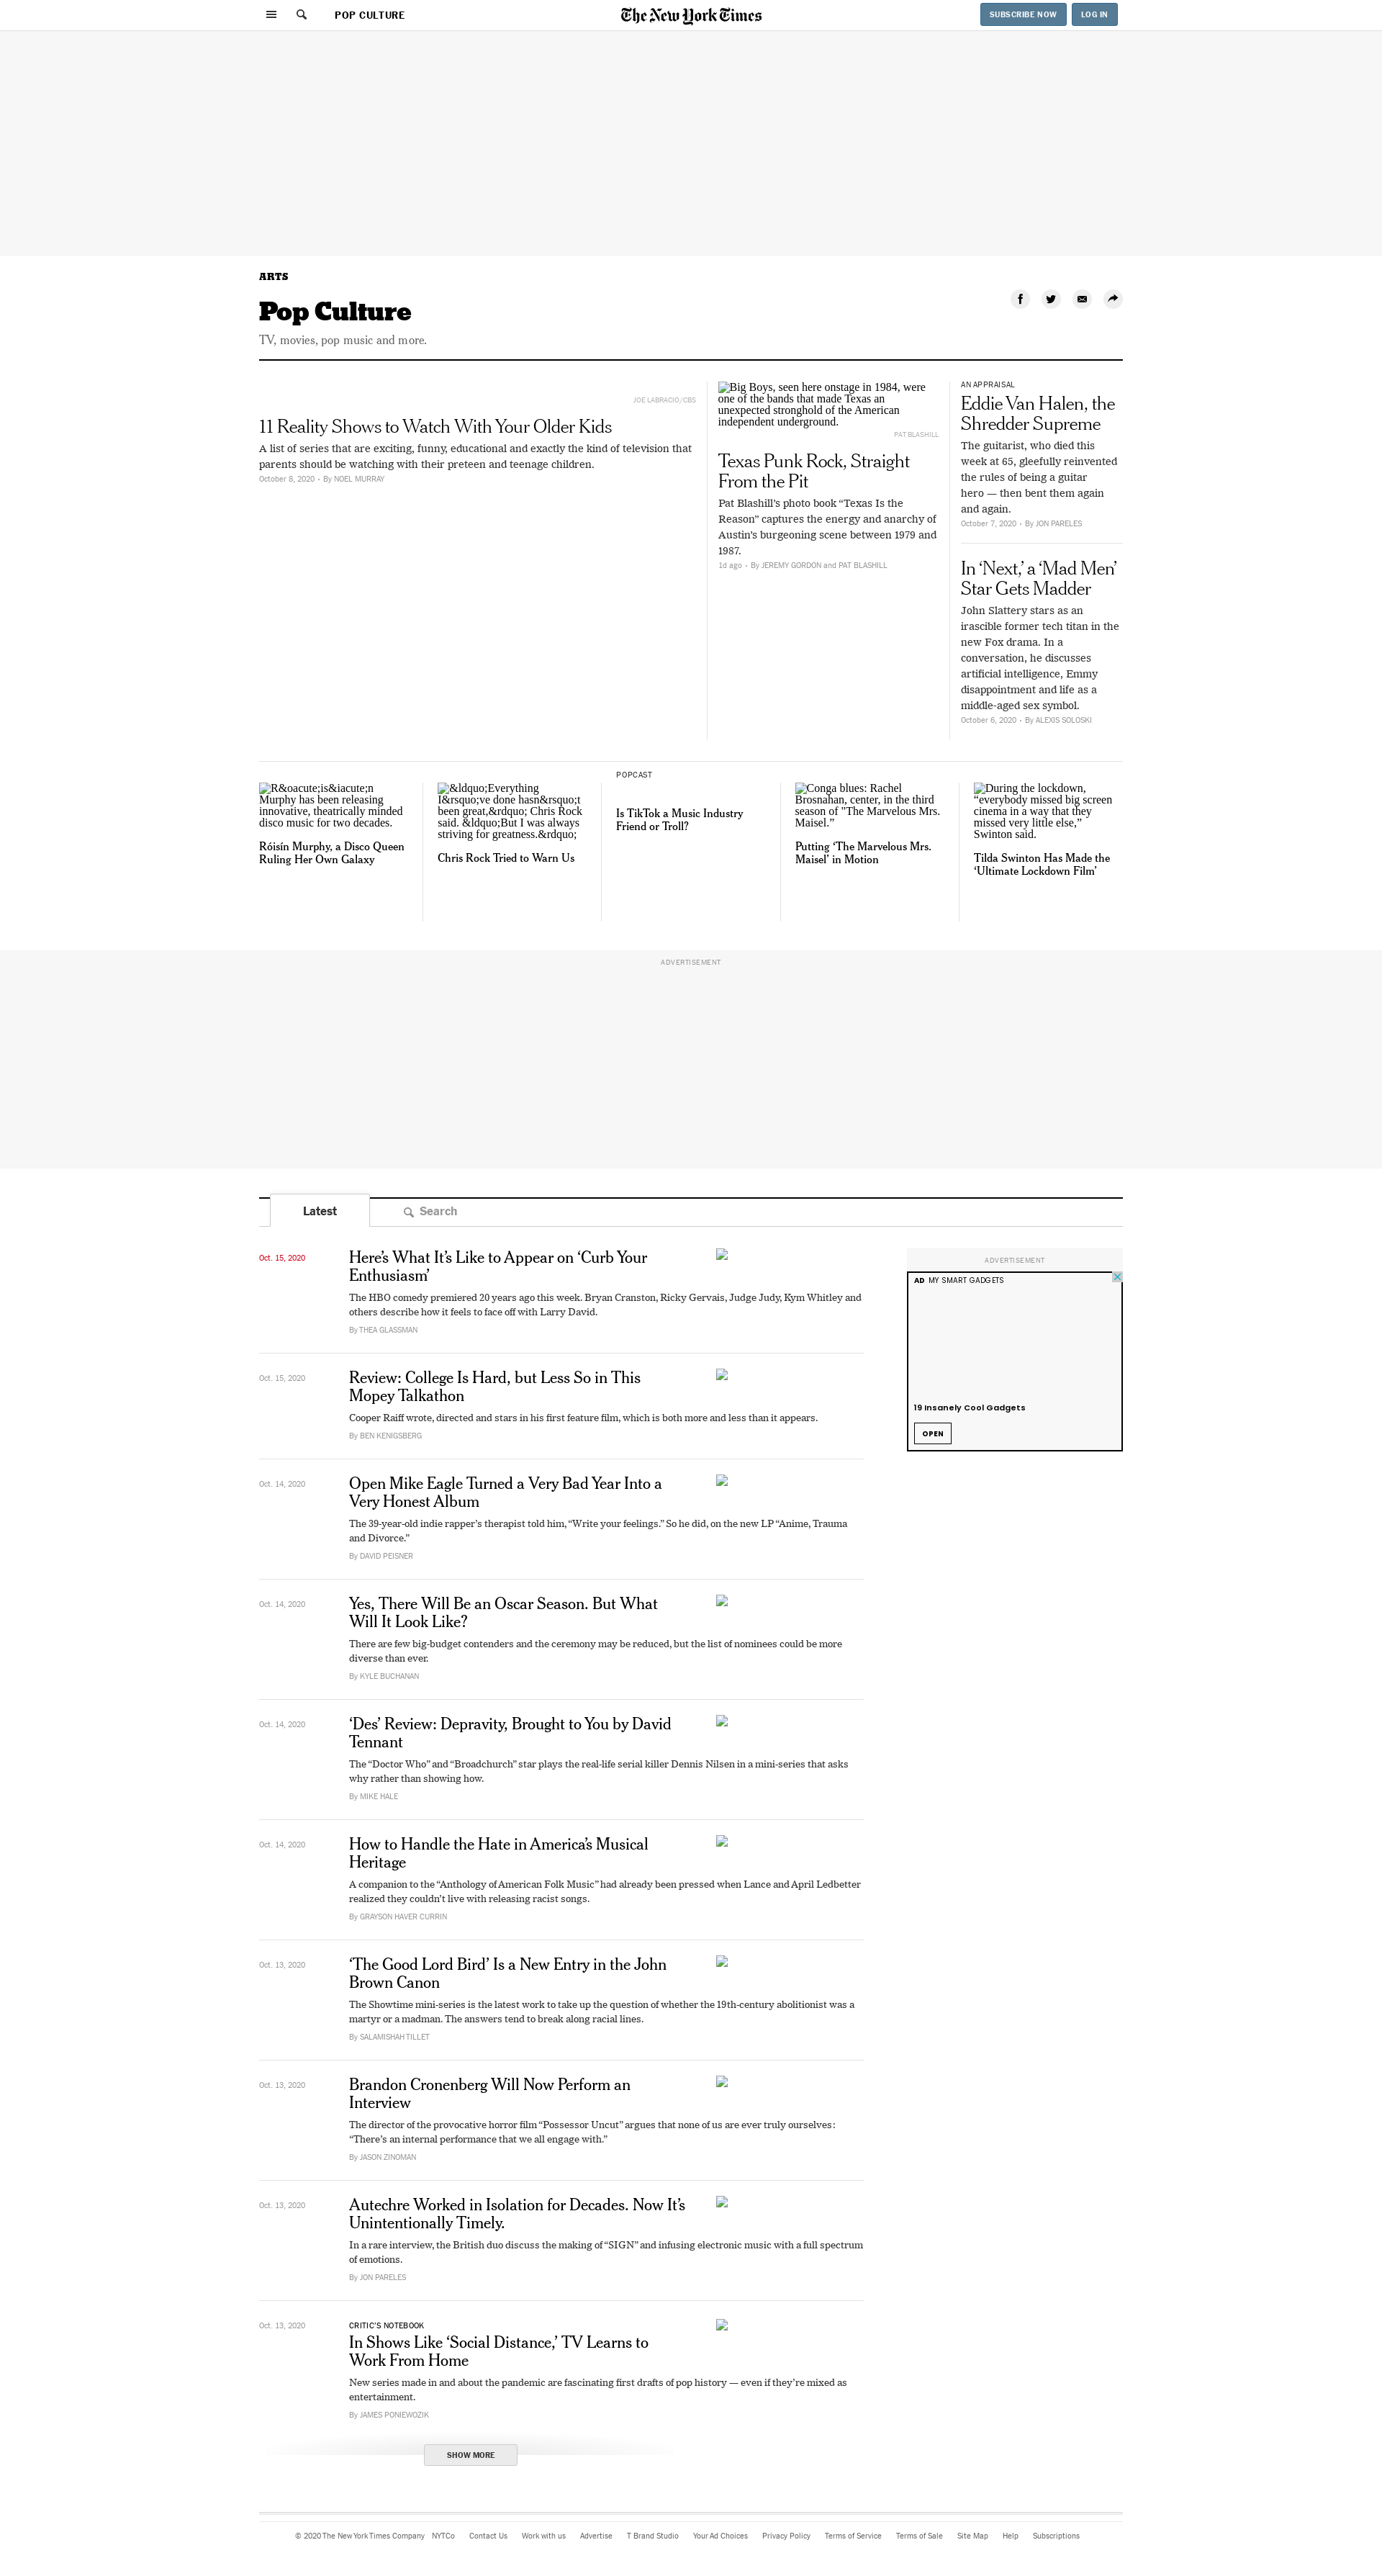 POP CULTURE
The New York Times
SUBSCRIBE NOW
LOG IN
ARTS
Pop Culture
TV, movies, pop music and more.
JOE LABRACIO/CBS
11 Reality Shows to Watch With Your Older Kids
A list of series that are exciting, funny, educational and exactly the kind of television that
parents should be watching with their preteen and teenage children.
October 8, 2020 • By NOEL MURRAY
Big Boys, seen here onstage in 1984, were
one of the bands that made Texas an
unexpected stronghold of the American
independent underground.
PAT BLASHILL
Texas Punk Rock, Straight
From the Pit
Pat Blashill’s photo book “Texas Is the
Reason” captures the energy and anarchy of
Austin’s burgeoning scene between 1979 and
1987.
1d ago • By JEREMY GORDON and PAT BLASHILL
AN APPRAISAL
Eddie Van Halen, the
Shredder Supreme
The guitarist, who died this
week at 65, gleefully reinvented
the rules of being a guitar
hero — then bent them again
and again.
October 7, 2020 • By JON PARELES
In ‘Next,’ a ‘Mad Men’
Star Gets Madder
John Slattery stars as an
irascible former tech titan in the
new Fox drama. In a
conversation, he discusses
artificial intelligence, Emmy
disappointment and life as a
middle-aged sex symbol.
October 6, 2020 • By ALEXIS SOLOSKI
R&oacute;is&iacute;n
Murphy has been releasing
innovative, theatrically minded
disco music for two decades.
Róisín Murphy, a Disco Queen
Ruling Her Own Galaxy
&ldquo;Everything
I&rsquo;ve done hasn&rsquo;t
been great,&rdquo; Chris Rock
said. &ldquo;But I was always
striving for greatness.&rdquo;
Chris Rock Tried to Warn Us
POPCAST
Is TikTok a Music Industry
Friend or Troll?
Conga blues: Rachel
Brosnahan, center, in the third
season of "The Marvelous Mrs.
Maisel.”
Putting ‘The Marvelous Mrs.
Maisel’ in Motion
During the lockdown,
“everybody missed big screen
cinema in a way that they
missed very little else,”
Swinton said.
Tilda Swinton Has Made the
‘Ultimate Lockdown Film’
ADVERTISEMENT
Latest
Search
Oct. 15, 2020
Here’s What It’s Like to Appear on ‘Curb Your
Enthusiasm’
The HBO comedy premiered 20 years ago this week. Bryan Cranston, Ricky Gervais, Judge Judy, Kym Whitley and
others describe how it feels to face off with Larry David.
By THEA GLASSMAN
ADVERTISEMENT
AD MY SMART GADGETS
19 Insanely Cool Gadgets
OPEN
Oct. 15, 2020
Review: College Is Hard, but Less So in This
Mopey Talkathon
Cooper Raiff wrote, directed and stars in his first feature film, which is both more and less than it appears.
By BEN KENIGSBERG
Oct. 14, 2020
Open Mike Eagle Turned a Very Bad Year Into a
Very Honest Album
The 39-year-old indie rapper’s therapist told him, “Write your feelings.” So he did, on the new LP “Anime, Trauma
and Divorce.”
By DAVID PEISNER
Oct. 14, 2020
Yes, There Will Be an Oscar Season. But What
Will It Look Like?
There are few big-budget contenders and the ceremony may be reduced, but the list of nominees could be more
diverse than ever.
By KYLE BUCHANAN
Oct. 14, 2020
‘Des’ Review: Depravity, Brought to You by David
Tennant
The “Doctor Who” and “Broadchurch” star plays the real-life serial killer Dennis Nilsen in a mini-series that asks
why rather than showing how.
By MIKE HALE
Oct. 14, 2020
How to Handle the Hate in America’s Musical
Heritage
A companion to the “Anthology of American Folk Music” had already been pressed when Lance and April Ledbetter
realized they couldn’t live with releasing racist songs.
By GRAYSON HAVER CURRIN
Oct. 13, 2020
‘The Good Lord Bird’ Is a New Entry in the John
Brown Canon
The Showtime mini-series is the latest work to take up the question of whether the 19th-century abolitionist was a
martyr or a madman. The answers tend to break along racial lines.
By SALAMISHAH TILLET
Oct. 13, 2020
Brandon Cronenberg Will Now Perform an
Interview
The director of the provocative horror film “Possessor Uncut” argues that none of us are ever truly ourselves:
“There’s an internal performance that we all engage with.”
By JASON ZINOMAN
Oct. 13, 2020
Autechre Worked in Isolation for Decades. Now It’s
Unintentionally Timely.
In a rare interview, the British duo discuss the making of “SIGN” and infusing electronic music with a full spectrum
of emotions.
By JON PARELES
Oct. 13, 2020
CRITIC’S NOTEBOOK
In Shows Like ‘Social Distance,’ TV Learns to
Work From Home
New series made in and about the pandemic are fascinating first drafts of pop history — even if they’re mixed as
entertainment.
By JAMES PONIEWOZIK
SHOW MORE
© 2020 The New York Times Company NYTCo Contact Us Work with us Advertise T Brand Studio Your Ad Choices Privacy Policy Terms of Service Terms of Sale Site Map Help Subscriptions